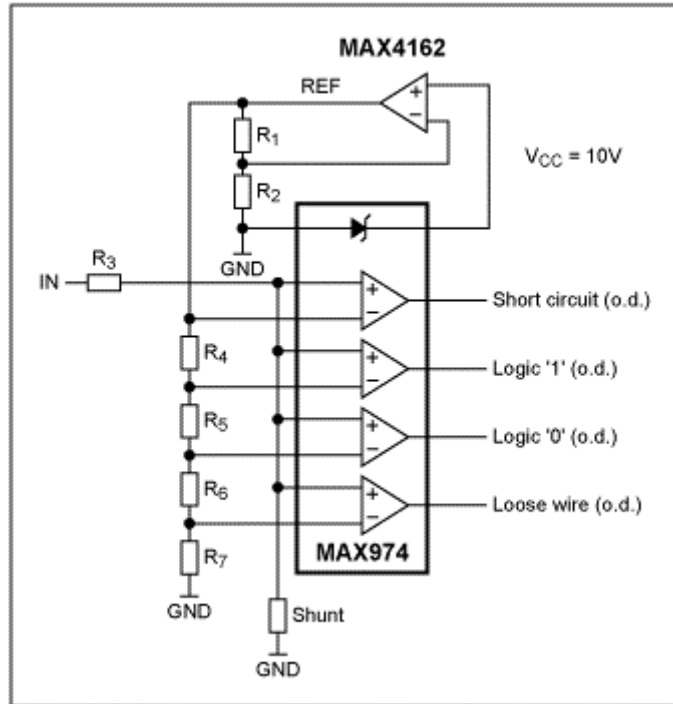 MAX4162
REF
R1
VCC = 10V
R2
GND
R3
IN
Short circuit (o.d.)
R4
Logic '1' (o.d.)
R5
Logic '0' (o.d.)
R6
Loose wire (o.d.)
MAX974
R7
GND
Shunt
GND